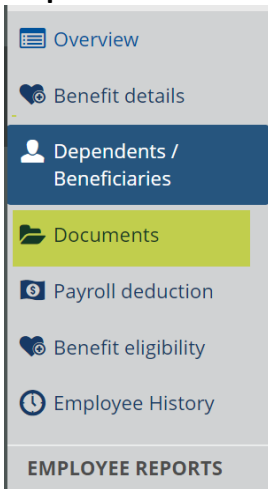 Overview
Benefit details
Dependents /
Beneficiaries
Documents
Payroll deduction
Benefit eligibility
Employee History
EMPLOYEE REPORTS